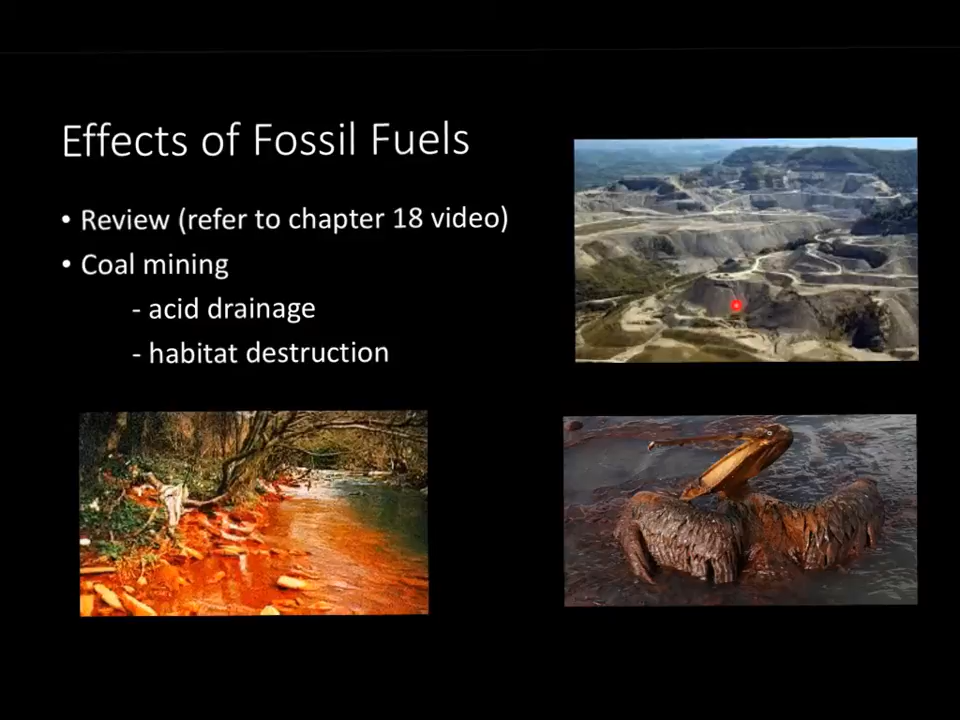 Effects of Fossil Fuels
• Review (refer to chapter 18 video)
• Coal mining
- acid drainage
- habitat destruction